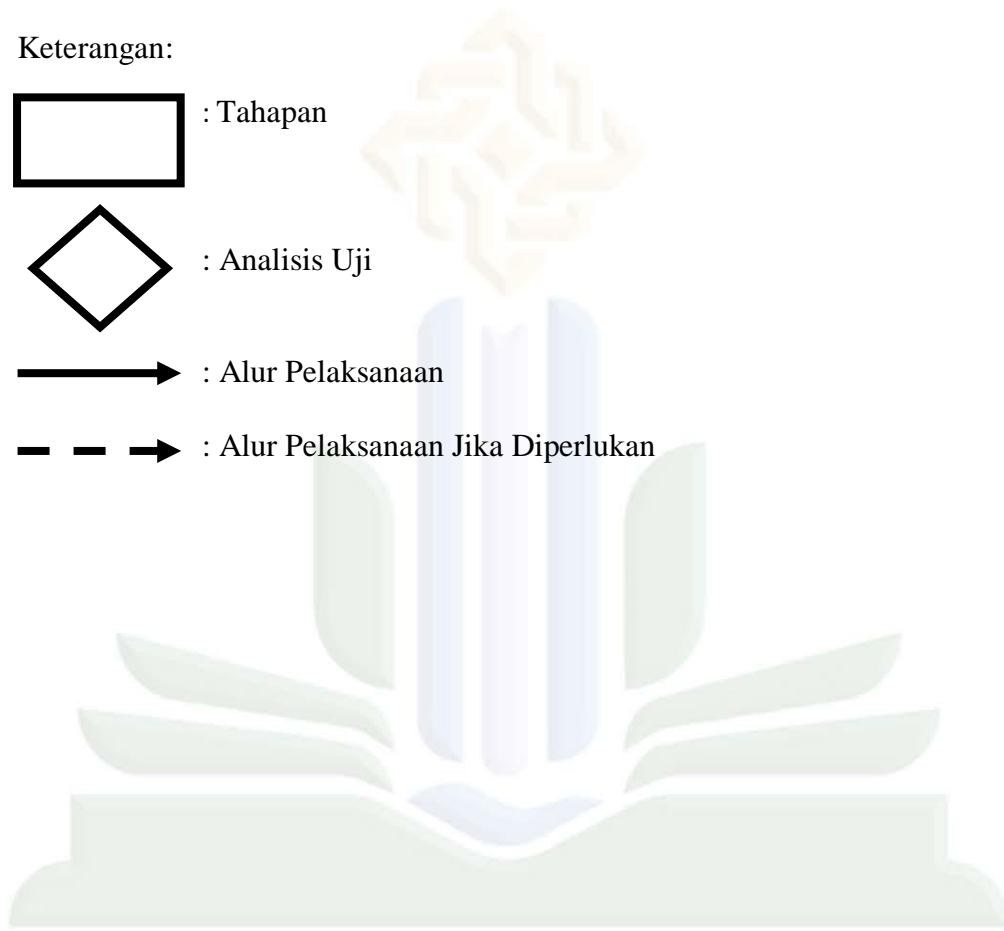 Keterangan:
: Tahapan
: Analisis Uji
: Alur Pelaksanaan
: Alur Pelaksanaan Jika Diperlukan